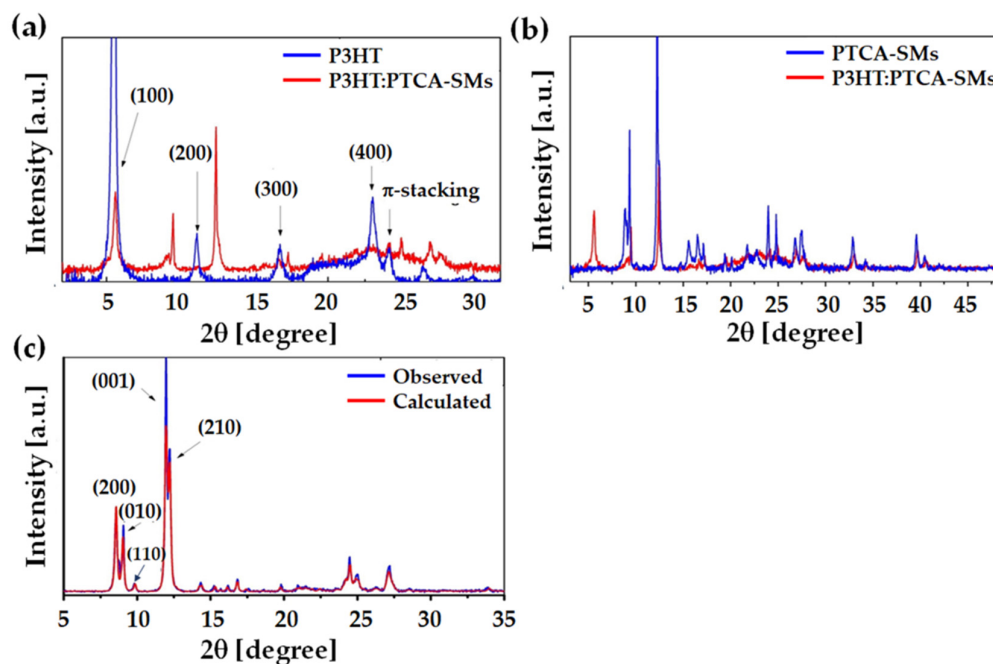 (a)
P3HT
P3HT:PTCA-SMs
(100)
(200)
(300)
(400)
π-stacking
Intensity [a.u.]
5 10 15 20 25 30
2θ [degree]
(b)
PTCA-SMs
P3HT:PTCA-SMs
Intensity [a.u.]
5 10 15 20 25 30 35 40 45
2θ [degree]
(c)
Observed
Calculated
(001)
(210)
(200)
(010)
(110)
Intensity [a.u.]
5 10 15 20 25 30 35
2θ [degree]